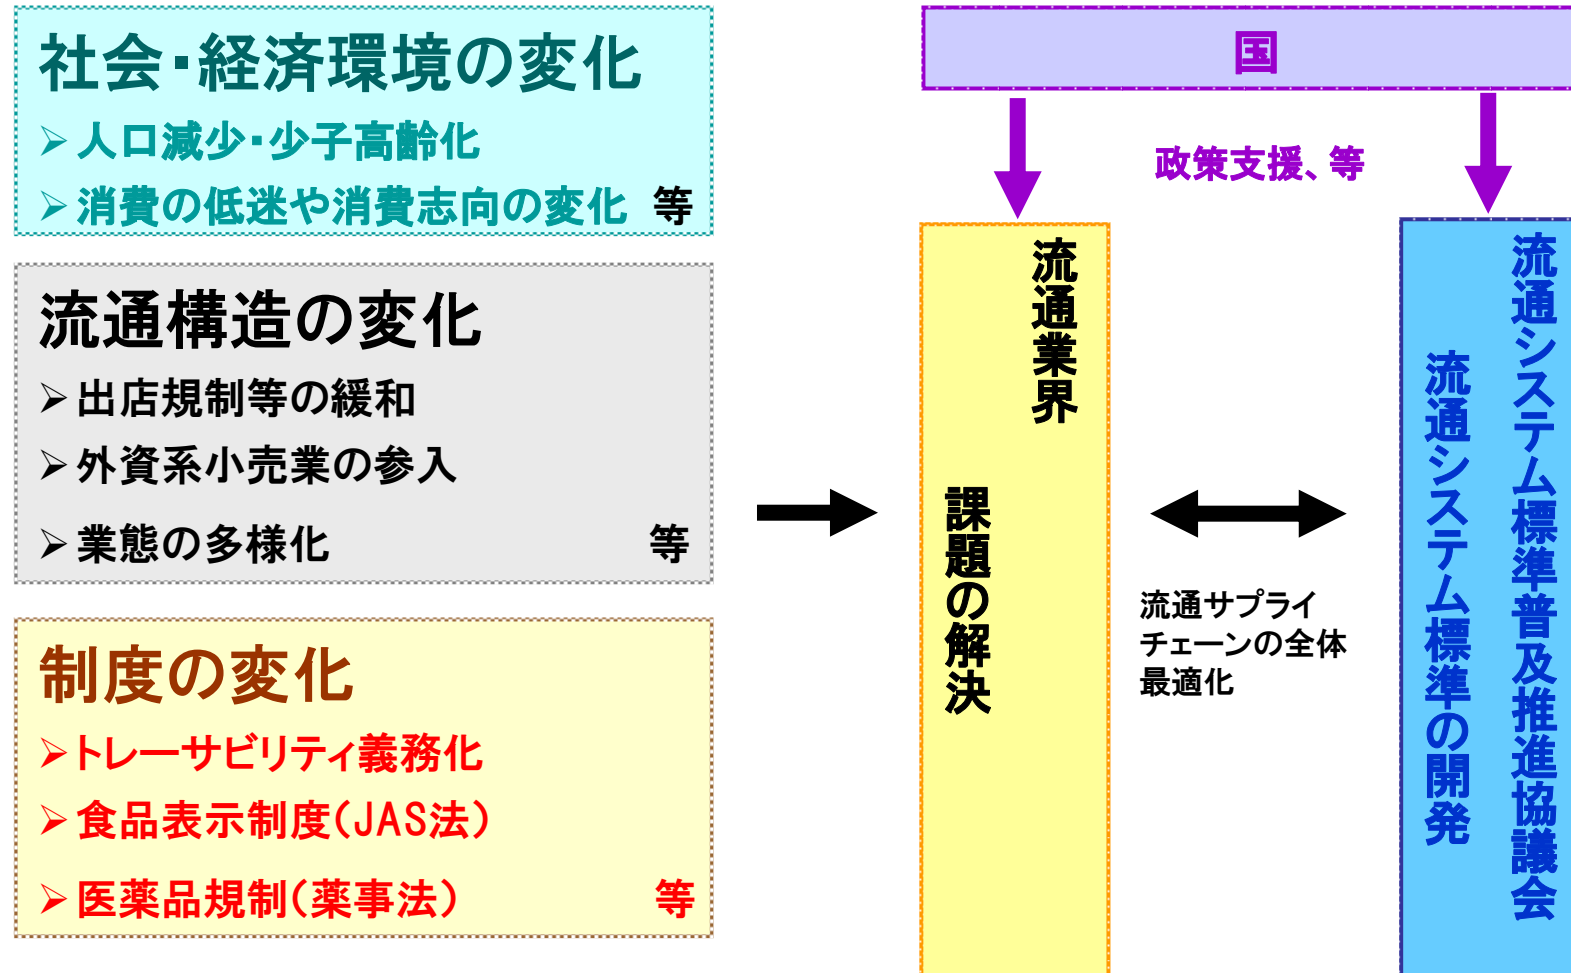 社会・経済環境の変化
➢人口減少・少子高齢化
➢消費の低迷や消費志向の変化 等
流通構造の変化
➢出店規制等の緩和
➢外資系小売業の参入
➢業態の多様化 等
制度の変化
➢トレーサビリティ義務化
➢食品表示制度（JAS法）
➢医薬品規制（薬事法） 等
国
政策支援、等
流通業界
課題の解決
流通サプライ
チェーンの全体
最適化
流通システム標準普及推進協議会
流通システム標準の開発